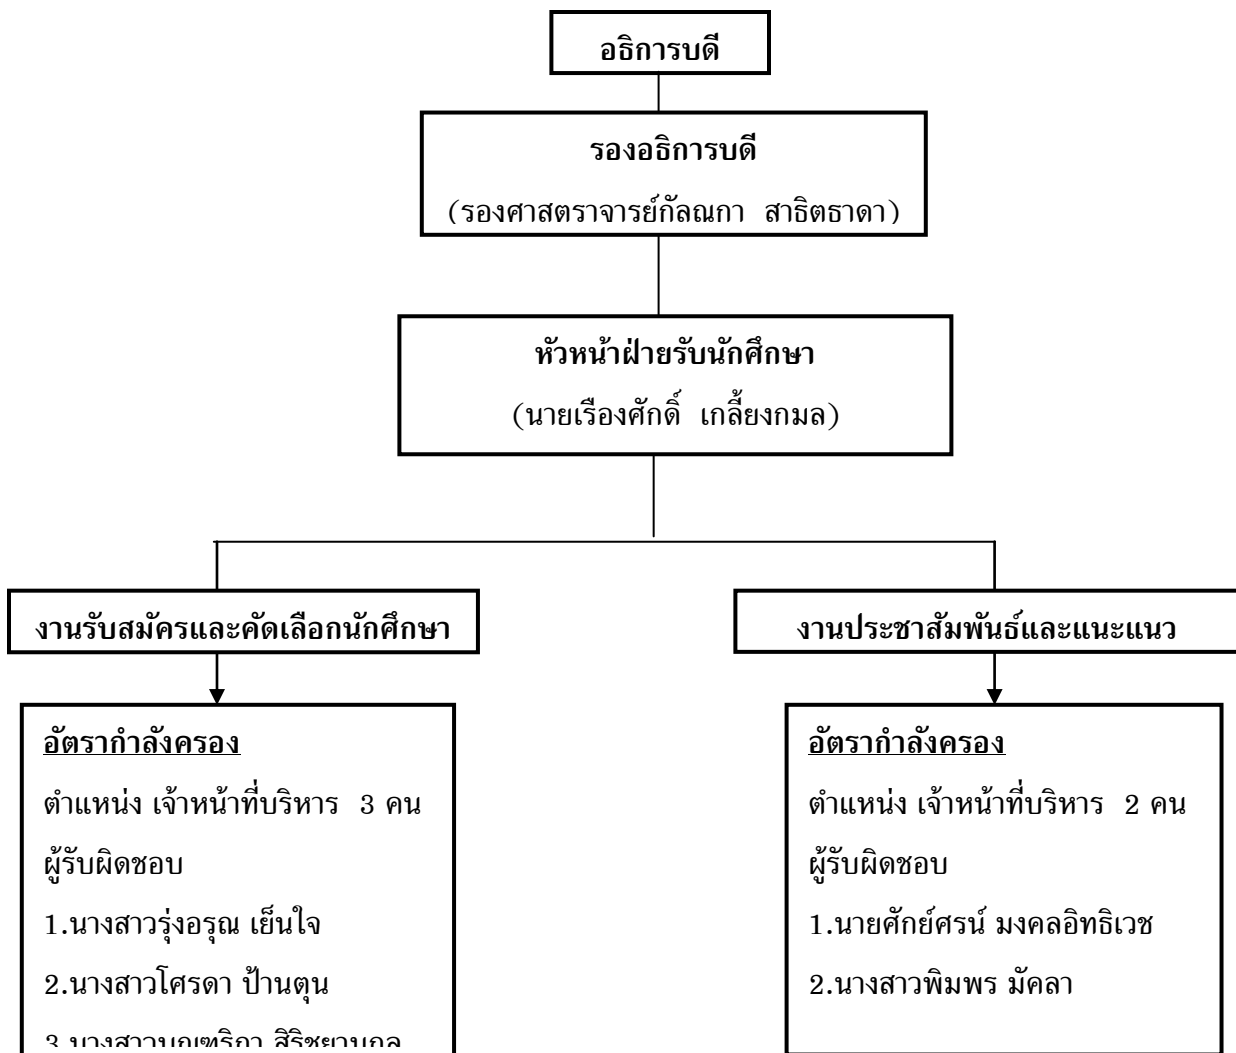 อธิการบดี
รองอธิการบดี
(รองศาสตราจารย์กัลณกา สาธิตธาดา)
หัวหน้าฝ่ายรับนักศึกษา
(นายเรืองศักดิ์ เกลี้ยงกมล)
งานรับสมัครและคัดเลือกนักศึกษา
อัตรากำลังครอง
ตำแหน่ง เจ้าหน้าที่บริหาร 3 คน
ผู้รับผิดชอบ
1.นางสาวรุ่งอรุณ เย็นใจ
2.นางสาวโศรดา ป้านตุน
3.นางสาว
งานประชาสัมพันธ์และแนะแนว
อัตรากำลังครอง
ตำแหน่ง เจ้าหน้าที่บริหาร 2 คน
ผู้รับผิดชอบ
1.นายศักย์ศรน์ มงคลอิทธิเวช
2.นางสาวพิมพร มัคลา